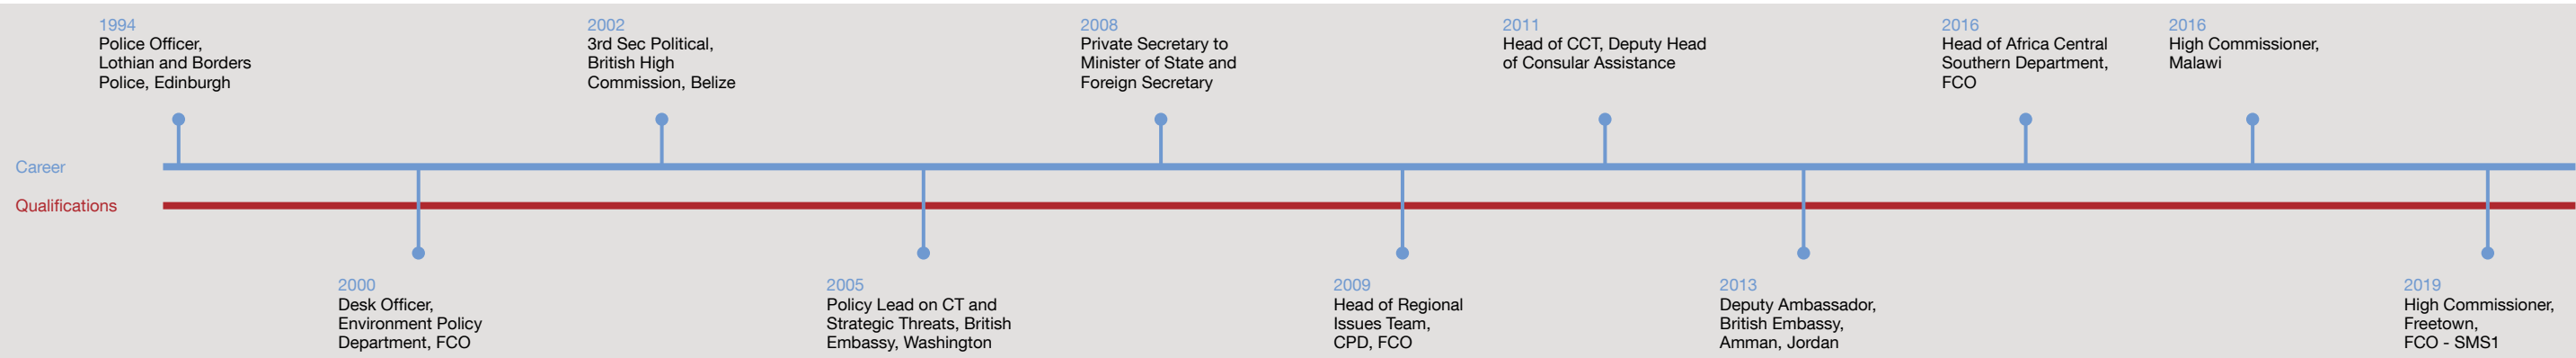 1994
Police Officer,
Lothian and Borders
Police, Edinburgh
2002
3rd Sec Political,
British High
Commission, Belize
2008
Private Secretary to
Minister of State and
Foreign Secretary
2011
Head of CCT, Deputy Head
of Consular Assistance
2016
Head of Africa Central
Southern Department,
FCO
2016
High Commissioner,
Malawi
Career
Qualifications
2000
Desk Officer,
Environment Policy
Department, FCO
2005
Policy Lead on CT and
Strategic Threats, British
Embassy, Washington
2009
Head of Regional
Issues Team,
CPD, FCO
2013
Deputy Ambassador,
British Embassy,
Amman, Jordan
2019
High Commissioner,
Freetown,
FCO - SMS1